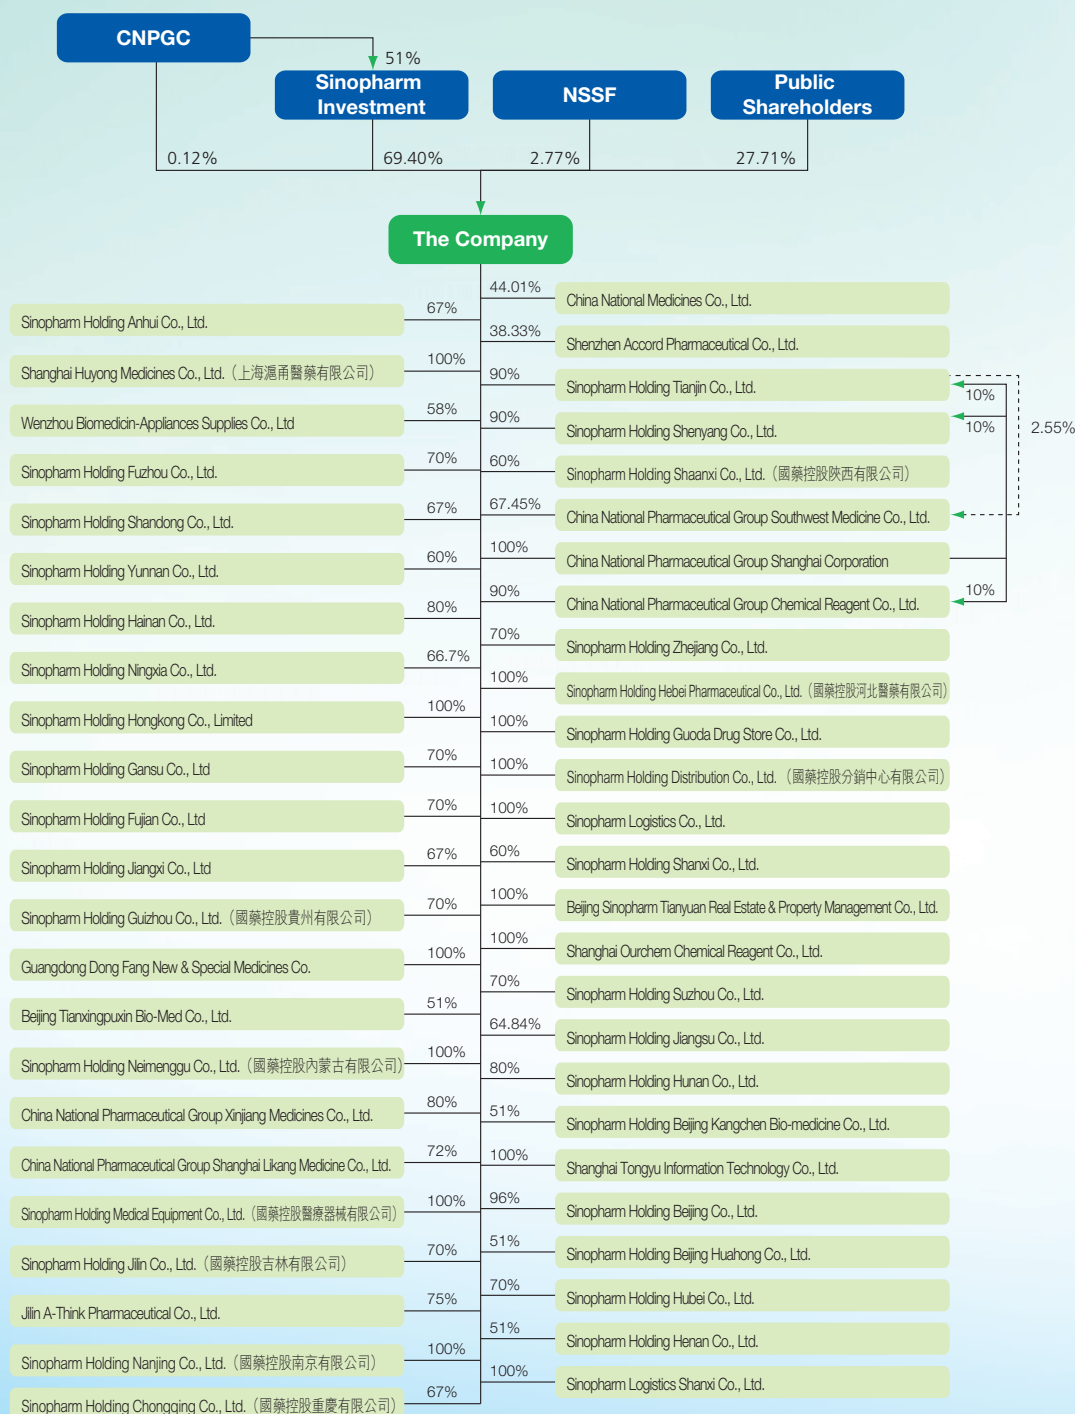 CNPGC
51%
Sinopharm
Investment
NSSF
Public
Shareholders
0.12%
69.40%
2.77%
27.71%
The Company
67%
Sinopharm Holding Anhui Co., Ltd.
100%
Shanghai Huyong Medicines Co., Ltd.（上海滬甬醫藥有限公司）
58%
Wenzhou Biomedicin-Appliances Supplies Co., Ltd
70%
Sinopharm Holding Fuzhou Co., Ltd.
67%
Sinopharm Holding Shandong Co., Ltd.
60%
Sinopharm Holding Yunnan Co., Ltd.
80%
Sinopharm Holding Hainan Co., Ltd.
66.7%
Sinopharm Holding Ningxia Co., Ltd.
100%
Sinopharm Holding Hongkong Co., Limited
70%
Sinopharm Holding Gansu Co., Ltd
70%
Sinopharm Holding Fujian Co., Ltd
67%
Sinopharm Holding Jiangxi Co., Ltd
70%
Sinopharm Holding Guizhou Co., Ltd.（國藥控股貴州有限公司）
100%
Guangdong Dong Fang New & Special Medicines Co.
51%
Beijing Tianxingpuxin Bio-Med Co., Ltd.
100%
Sinopharm Holding Neimenggu Co., Ltd.（國藥控股內蒙古有限公司）
80%
China National Pharmaceutical Group Xinjiang Medicines Co., Ltd.
72%
China National Pharmaceutical Group Shanghai Likang Medicine Co., Ltd.
100%
Sinopharm Holding Medical Equipment Co., Ltd.（國藥控股醫療器械有限公司）
70%
Sinopharm Holding Jilin Co., Ltd.（國藥控股吉林有限公司）
75%
Jilin A-Think Pharmaceutical Co., Ltd.
100%
Sinopharm Holding Nanjing Co., Ltd.（國藥控股南京有限公司）
67%
Sinopharm Holding Chongqing Co., Ltd.（國藥控股重慶有限公司）
44.01%
China National Medicines Co., Ltd.
38.33%
Shenzhen Accord Pharmaceutical Co., Ltd.
90%
Sinopharm Holding Tianjin Co., Ltd.
10%
90%
Sinopharm Holding Shenyang Co., Ltd.
10%
2.55%
60%
Sinopharm Holding Shaanxi Co., Ltd.（國藥控股陝西有限公司）
67.45%
China National Pharmaceutical Group Southwest Medicine Co., Ltd.
100%
China National Pharmaceutical Group Shanghai Corporation
90%
China National Pharmaceutical Group Chemical Reagent Co., Ltd.
10%
70%
Sinopharm Holding Zhejiang Co., Ltd.
100%
Sinopharm Holding Hebei Pharmaceutical Co., Ltd.（國藥控股河北醫藥有限公司）
100%
Sinopharm Holding Guoda Drug Store Co., Ltd.
100%
Sinopharm Holding Distribution Co., Ltd.（國藥控股分銷中心有限公司）
100%
Sinopharm Logistics Co., Ltd.
60%
Sinopharm Holding Shanxi Co., Ltd.
100%
Beijing Sinopharm Tianyuan Real Estate & Property Management Co., Ltd.
100%
Shanghai Ourchem Chemical Reagent Co., Ltd.
70%
Sinopharm Holding Suzhou Co., Ltd.
64.84%
Sinopharm Holding Jiangsu Co., Ltd.
80%
Sinopharm Holding Hunan Co., Ltd.
51%
Sinopharm Holding Beijing Kangchen Bio-medicine Co., Ltd.
100%
Shanghai Tongyu Information Technology Co., Ltd.
96%
Sinopharm Holding Beijing Co., Ltd.
51%
Sinopharm Holding Beijing Huahong Co., Ltd.
70%
Sinopharm Holding Hubei Co., Ltd.
51%
Sinopharm Holding Henan Co., Ltd.
100%
Sinopharm Logistics Shanxi Co., Ltd.